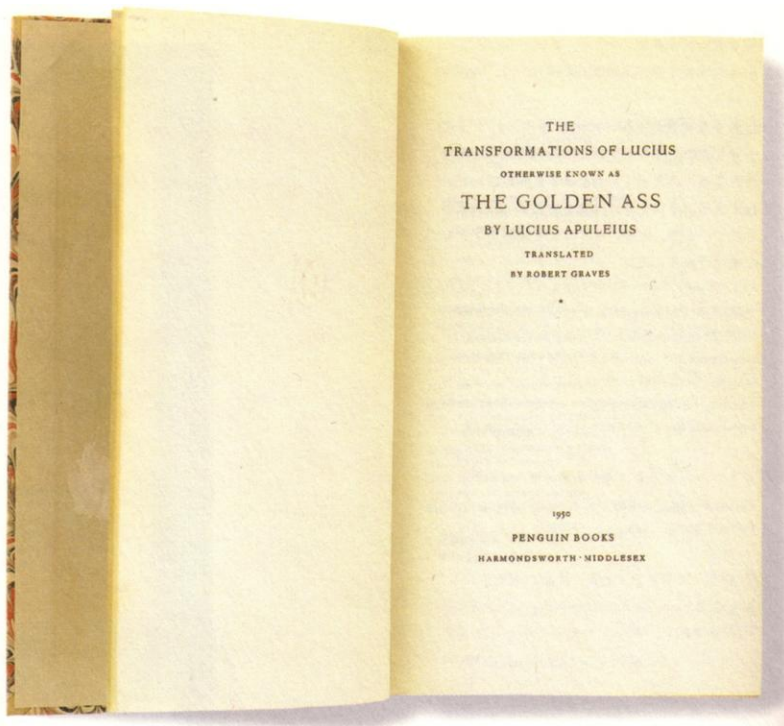 THE
TRANSFORMATIONS OF LUCIUS
OTHERWISE KNOWN AS
THE GOLDEN ASS
BY LUCIUS APULEIUS
TRANSLATED
BY ROBERT GRAVES
*
1950
PENGUIN BOOKS
HARMONDSWORTH · MIDDLESEX